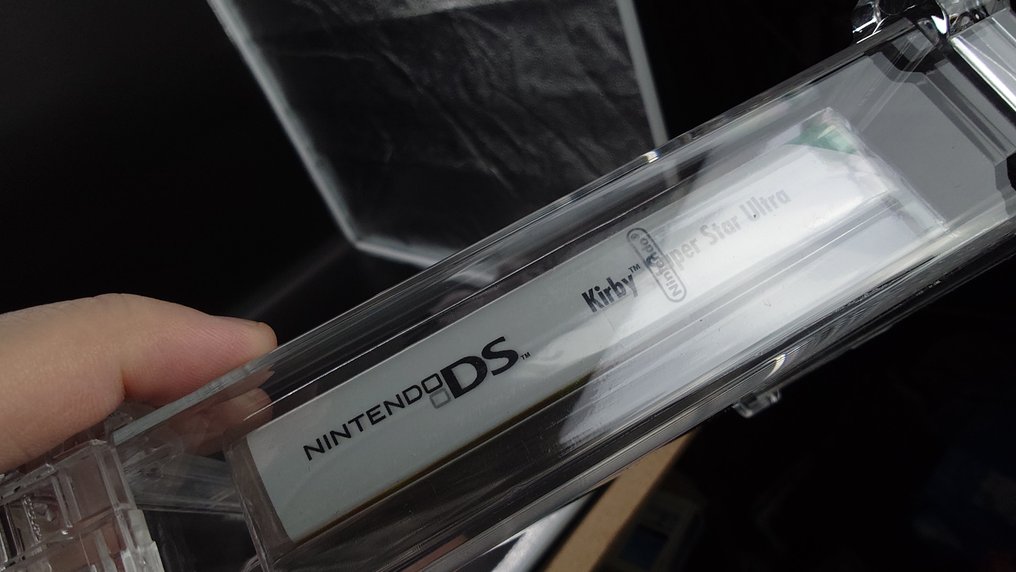 NINTENDO DS™
Kirby™ Super Star Ultra
Nintendo®